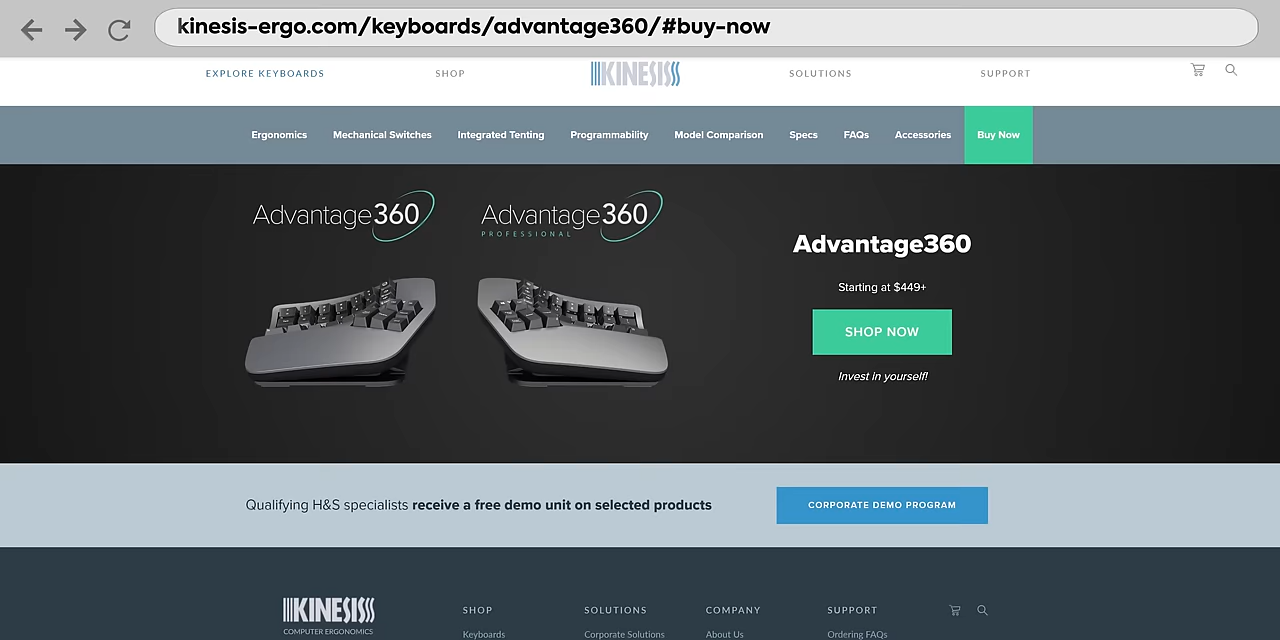 kinesis-ergo.com/keyboards/advantage360/#buy-now
EXPLORE KEYBOARDS SHOP KINESIS SOLUTIONS SUPPORT
Ergonomics Mechanical Switches Integrated Tenting Programmability Model Comparison Specs FAQs Accessories Buy Now
Advantage360 Advantage360
PROFESSIONAL
Advantage360
Starting at $449+
SHOP NOW
Invest in yourself!
Qualifying H&S specialists receive a free demo unit on selected products
CORPORATE DEMO PROGRAM
KINESIS
COMPUTER ERGONOMICS
SHOP SOLUTIONS COMPANY SUPPORT
Keyboards Corporate Solutions About Us Ordering FAQs